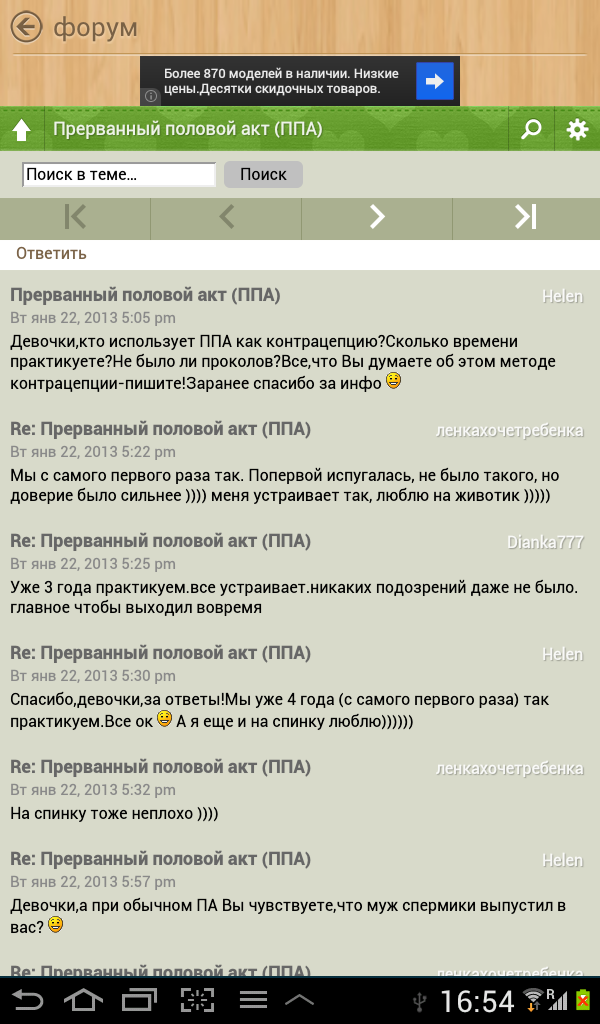 форум
Более 870 моделей в наличии. Низкие
цены.Десятки скидочных товаров.
Прерванный половой акт (ППА)
Поиск в теме…
Поиск
Ответить
Прерванный половой акт (ППА)
Helen
Вт янв 22, 2013 5:05 pm
Девочки,кто использует ППА как контрацепцию?Сколько времени
практикуете?Не было ли проколов?Все,что Вы думаете об этом методе
контрацепции-пишите!Заранее спасибо за инфо
Re: Прерванный половой акт (ППА)
ленкахочетребенка
Вт янв 22, 2013 5:22 pm
Мы с самого первого раза так. Попервой испугалась, не было такого, но
доверие было сильнее )))) меня устраивает так, люблю на животик )))))
Re: Прерванный половой акт (ППА)
Dianka777
Вт янв 22, 2013 5:25 pm
Уже 3 года практикуем.все устраивает.никаких подозрений даже не было.
главное чтобы выходил вовремя
Re: Прерванный половой акт (ППА)
Helen
Вт янв 22, 2013 5:30 pm
Спасибо,девочки,за ответы!Мы уже 4 года (с самого первого раза) так
практикуем.Все ок А я еще и на спинку люблю))))))
Re: Прерванный половой акт (ППА)
ленкахочетребенка
Вт янв 22, 2013 5:32 pm
На спинку тоже неплохо ))))
Re: Прерванный половой акт (ППА)
Helen
Вт янв 22, 2013 5:57 pm
Девочки,а при обычном ПА Вы чувствуете,что муж спермики выпустил в
вас?
Re: Прерванный половой акт (ППА)
ленкахочетребенка
16:54
R